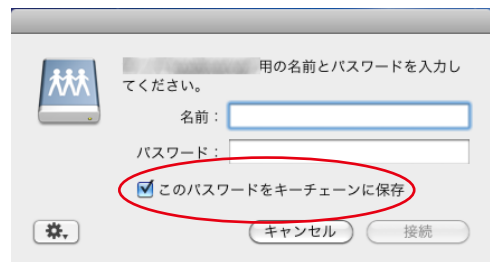 用の名前とパスワードを入力し
てください。
名前：
パスワード：
このパスワードをキーチェーンに保存
キャンセル
接続